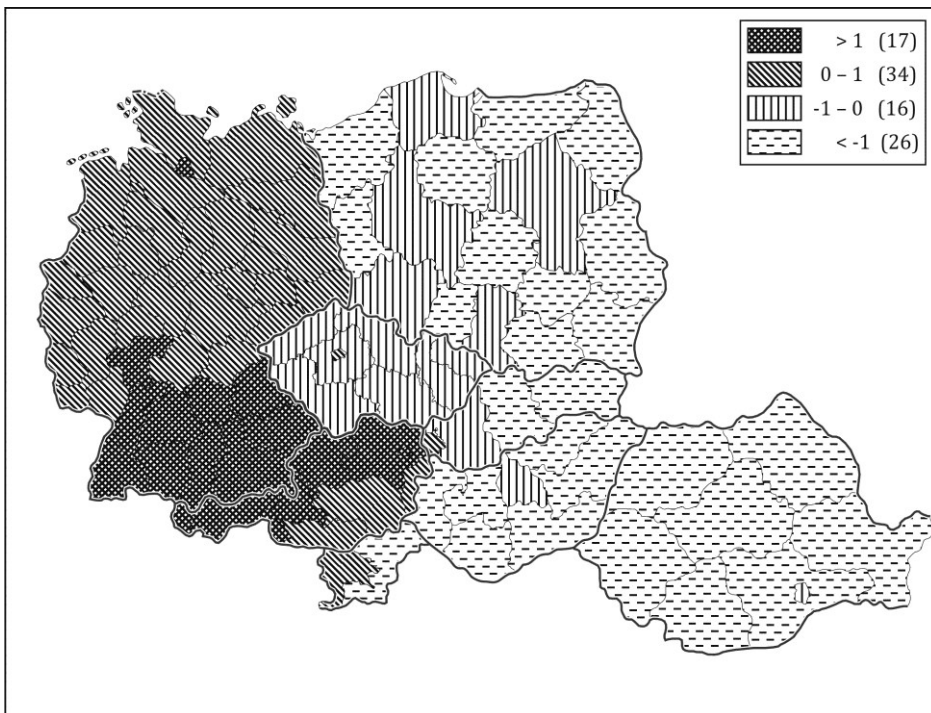 > 1 (17)
0 – 1 (34)
-1 – 0 (16)
< -1 (26)